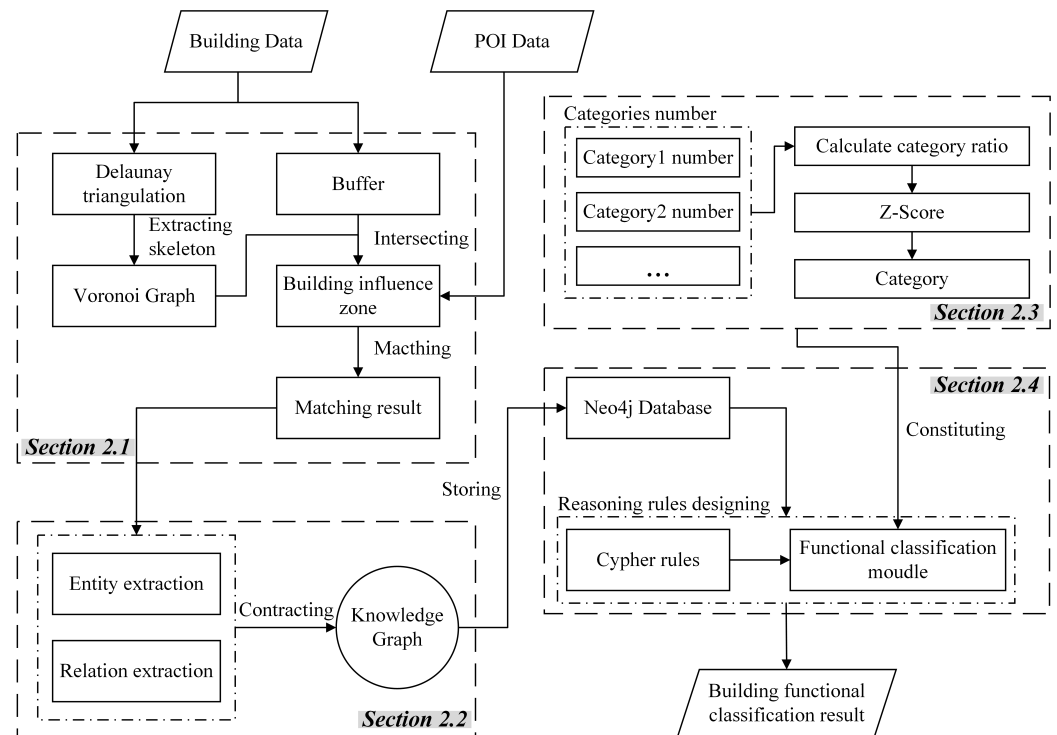 Building Data
POI Data
Delaunay
triangulation
Buffer
Extracting
skeleton
Intersecting
Voronoi Graph
Building influence
zone
Macthing
Matching result
Section 2.1
Categories number
Category1 number
Category2 number
...
Calculate category ratio
Z-Score
Category
Section 2.3
Section 2.4
Neo4j Database
Constituting
Storing
Reasoning rules designing
Cypher rules
Functional classification
moudle
Entity extraction
Relation extraction
Contracting
Knowledge
Graph
Section 2.2
Building functional
classification result